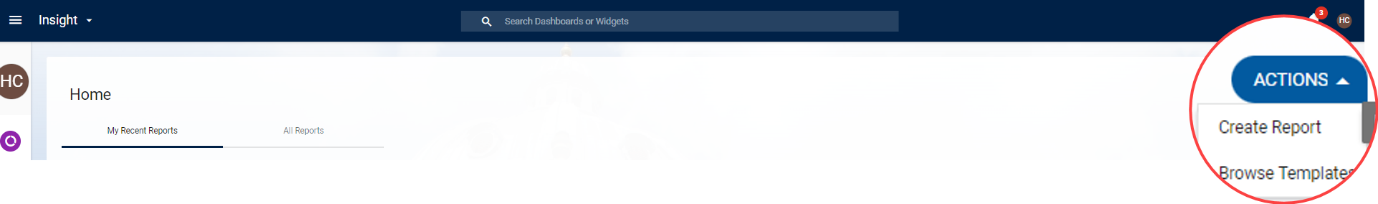 Insight
Search Dashboards or Widgets
3
HC
HC
ACTIONS
Home
My Recent Reports
All Reports
Create Report
Browse Templates